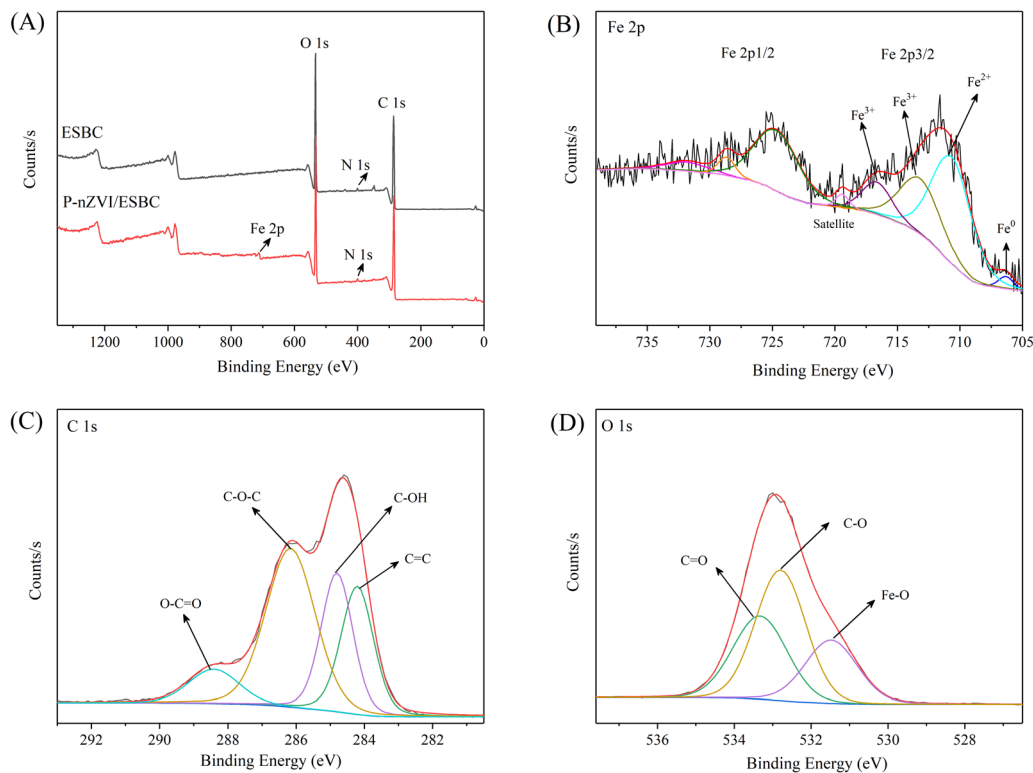 (A)
O 1s
C 1s
ESBC
N 1s
P-nZVI/ESBC
Fe 2p
N 1s
Counts/s
1200 1000 800 600 400 200 0
Binding Energy (eV)
(B)
Fe 2p
Fe 2p1/2
Fe 2p3/2
Fe³⁺
Fe³⁺
Fe²⁺
Satellite
Fe⁰
Counts/s
735 730 725 720 715 710 705
Binding Energy (eV)
(C)
C 1s
C-O-C
C-OH
C=C
O-C=O
Counts/s
292 290 288 286 284 282
Binding Energy (eV)
(D)
O 1s
C-O
C=O
Fe-O
Counts/s
536 534 532 530 528
Binding Energy (eV)